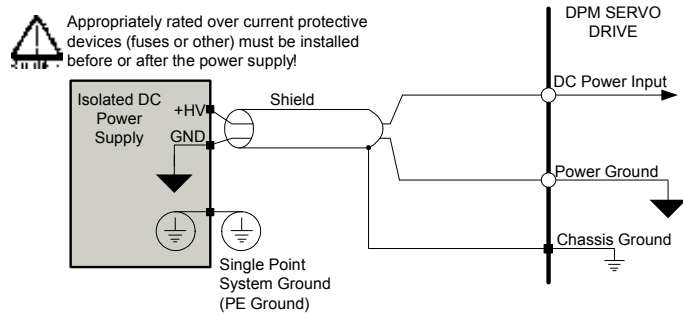 Appropriately rated over current protective
devices (fuses or other) must be installed
before or after the power supply!
DPM SERVO
DRIVE
Isolated DC
Power
Supply
+HV
GND
Shield
DC Power Input
Power Ground
Chassis Ground
Single Point
System Ground
(PE Ground)